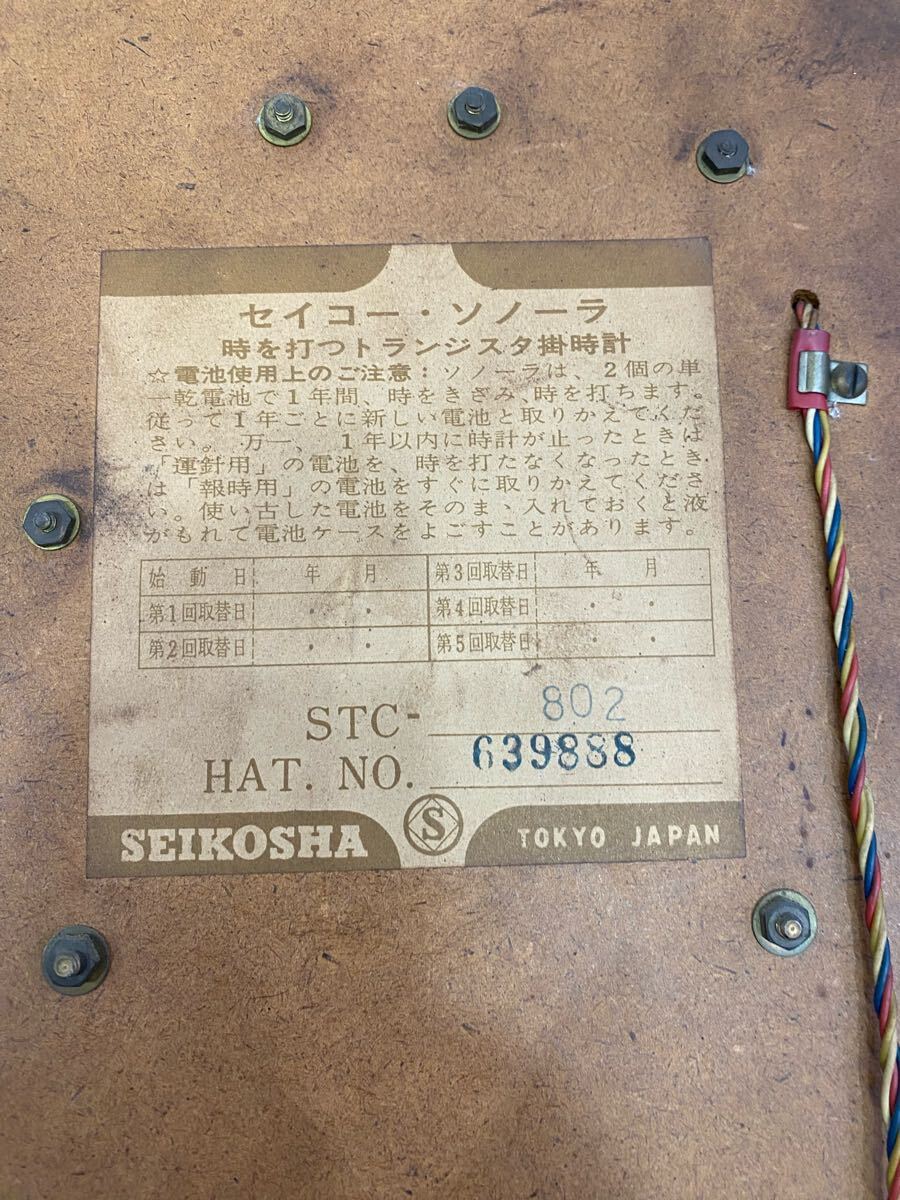 セイコー・ソノーラ
時を打つトランジスタ掛時計
☆電池使用上のご注意：ソノーラは、2個の単
一乾電池で1年間、時をきざみ、時を打ちます。
従って1年ごとに新しい電池と取りかえてくだ
さい。万一、1年以内に時計が止ったときは
「運針用」の電池を、時を打たなくなったとき
は「報時用」の電池をすぐに取りかえてくださ
い。使い古した電池をそのまゝ入れておくと液
がもれて電池ケースをよごすことがあります。
始動日 年 月 第3回取替日 年 月
第1回取替日 ・ ・ 第4回取替日 ・ ・
第2回取替日 ・ ・ 第5回取替日 ・ ・
STC- 802
HAT. NO. 639888
SEIKOSHA S TOKYO JAPAN